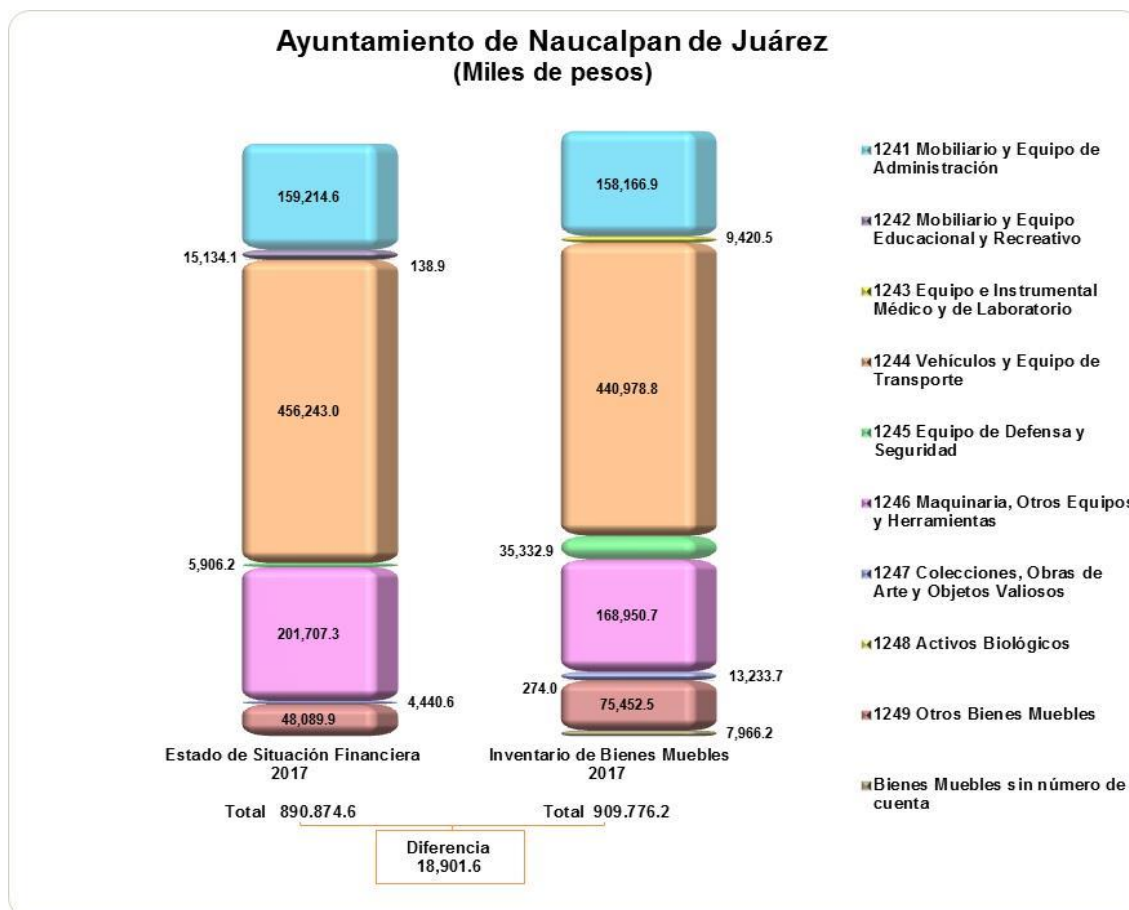 Ayuntamiento de Naucalpan de Juárez
(Miles de pesos)
159,214.6
15,134.1
138.9
456,243.0
5,906.2
201,707.3
4,440.6
48,089.9
Estado de Situación Financiera
2017
158,166.9
9,420.5
440,978.8
35,332.9
168,950.7
13,233.7
274.0
75,452.5
7,966.2
Inventario de Bienes Muebles
2017
1241 Mobiliario y Equipo de
Administración
1242 Mobiliario y Equipo
Educacional y Recreativo
1243 Equipo e Instrumental
Médico y de Laboratorio
1244 Vehículos y Equipo de
Transporte
1245 Equipo de Defensa y
Seguridad
1246 Maquinaria, Otros Equipos
y Herramientas
1247 Colecciones, Obras de
Arte y Objetos Valiosos
1248 Activos Biológicos
1249 Otros Bienes Muebles
Bienes Muebles sin número de
cuenta
Total 890.874.6
Total 909.776.2
Diferencia
18,901.6